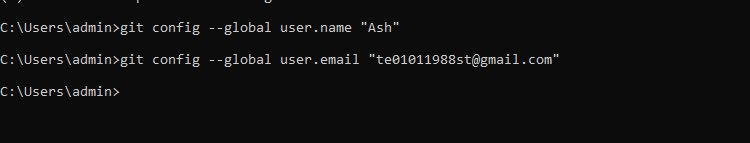 C:\Users\admin>git config --global user.name "Ash"
C:\Users\admin>git config --global user.email "te01011988st@gmail.com"
C:\Users\admin>